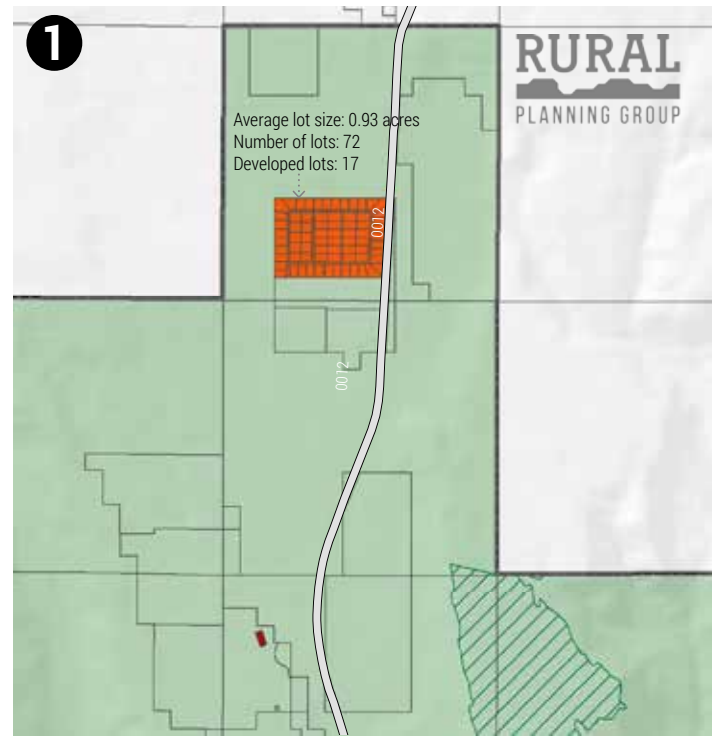 1
RURAL
PLANNING GROUP
Average lot size: 0.93 acres
Number of lots: 72
Developed lots: 17
0012
0012